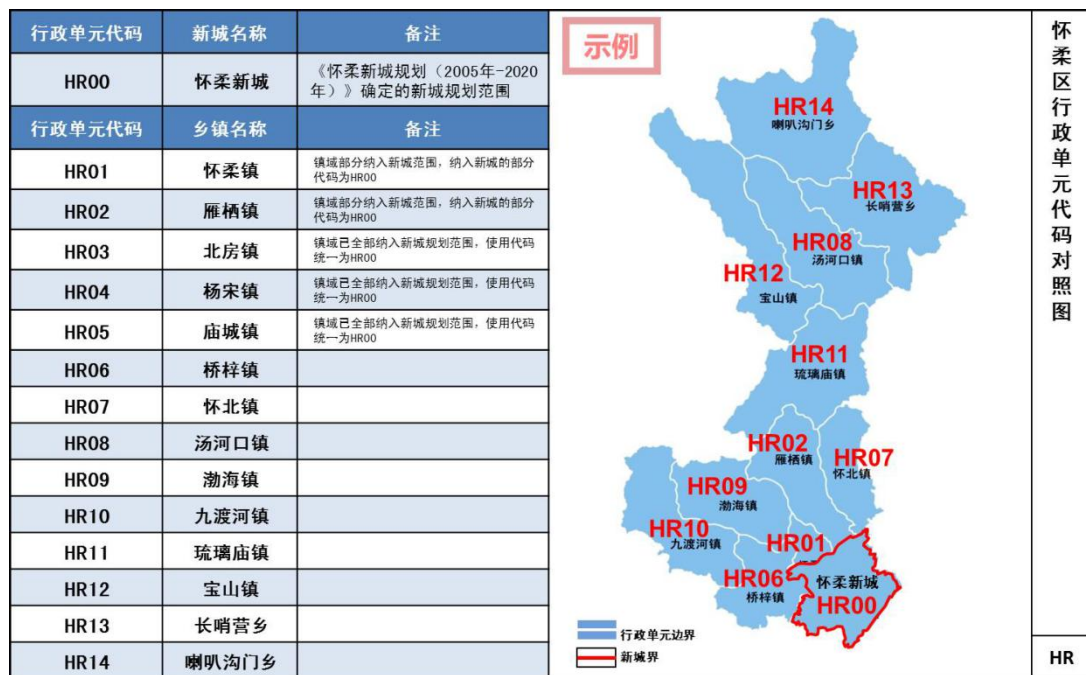 行政单元代码 新城名称 备注
HR00 怀柔新城 《怀柔新城规划（2005年-2020
年）》确定的新城规划范围
行政单元代码 乡镇名称 备注
HR01 怀柔镇 镇域部分纳入新城范围，纳入新城的部分
代码为HR00
HR02 雁栖镇 镇域部分纳入新城范围，纳入新城的部分
代码为HR00
HR03 北房镇 镇域已全部纳入新城规划范围，使用代码
统一为HR00
HR04 杨宋镇 镇域已全部纳入新城规划范围，使用代码
统一为HR00
HR05 庙城镇 镇域已全部纳入新城规划范围，使用代码
统一为HR00
HR06 桥梓镇
HR07 怀北镇
HR08 汤河口镇
HR09 渤海镇
HR10 九渡河镇
HR11 琉璃庙镇
HR12 宝山镇
HR13 长哨营乡
HR14 喇叭沟门乡
示例
HR14
喇叭沟门乡
HR13
长哨营乡
HR08
汤河口镇
HR12
宝山镇
HR11
琉璃庙镇
HR02
雁栖镇
HR07
怀北镇
HR09
渤海镇
HR10
九渡河镇
HR01
HR06
桥梓镇
怀柔新城
HR00
行政单元边界
新城界
怀柔区行政单元代码对照图
HR